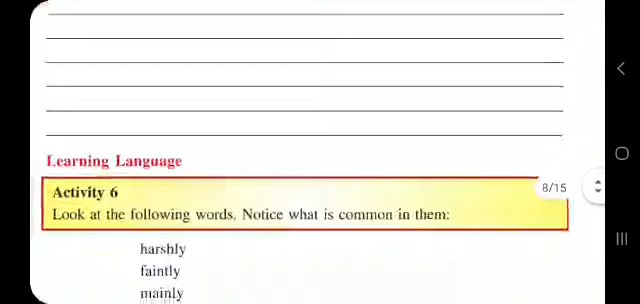 Learning Language
Activity 6
8/15
Look at the following words. Notice what is common in them:
harshly
faintly
mainly